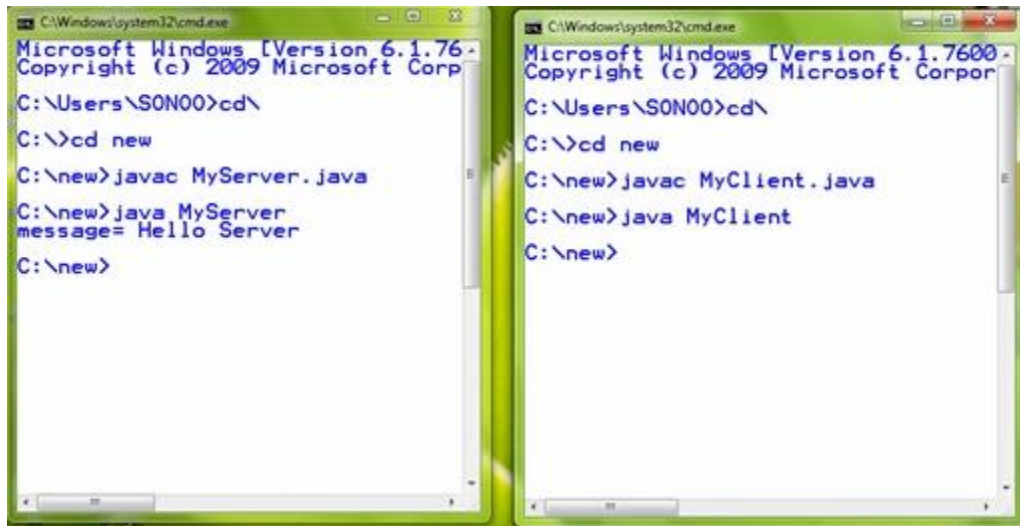 C:\Windows\system32\cmd.exe
Microsoft Windows [Version 6.1.76
Copyright (c) 2009 Microsoft Corp
C:\Users\SONOO>cd\
C:\>cd new
C:\new>javac MyServer.java
C:\new>java MyServer
message= Hello Server
C:\new>
C:\Windows\system32\cmd.exe
Microsoft Windows [Version 6.1.7600
Copyright (c) 2009 Microsoft Corpor
C:\Users\SONOO>cd\
C:\>cd new
C:\new>javac MyClient.java
C:\new>java MyClient
C:\new>